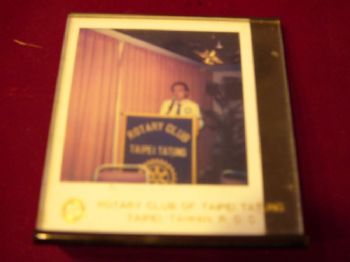 ROTARY CLUB
TAIPEI TATUNG
ROTARY CLUB OF TAIPEI TATUNG
TAIPEI TAIWAN R.O.C.